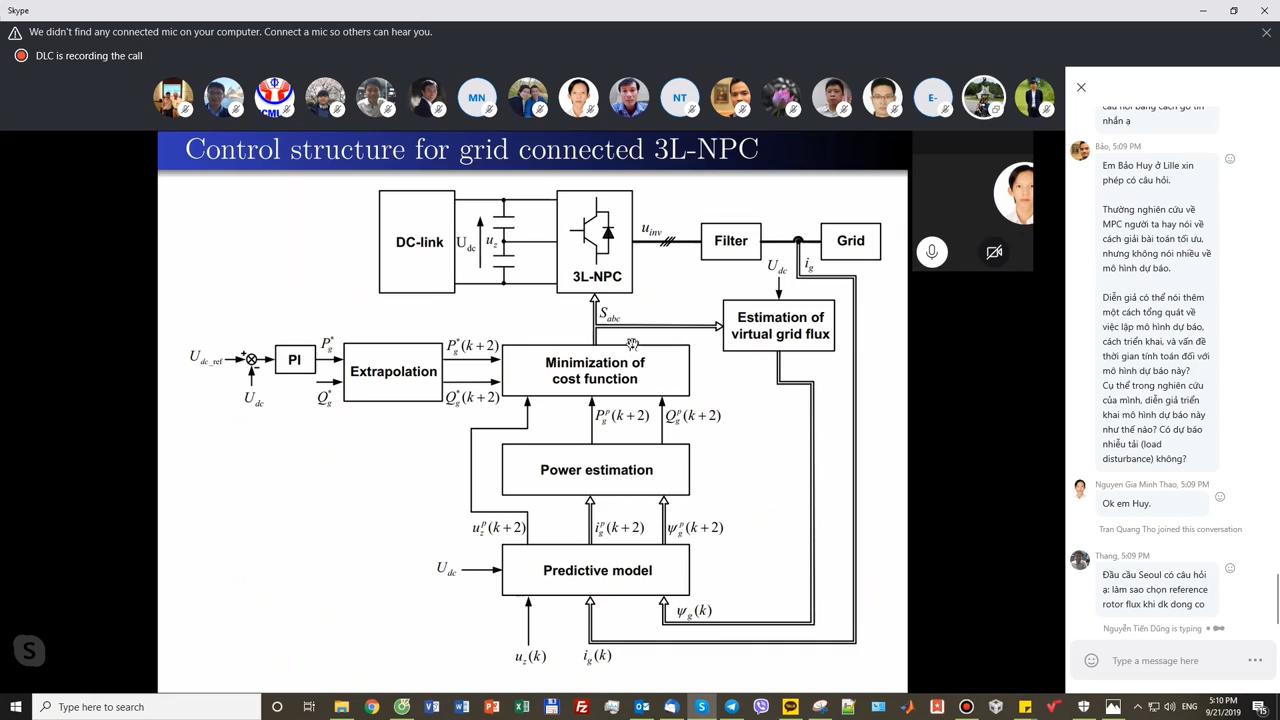 Skype
We didn't find any connected mic on your computer. Connect a mic so others can hear you.
DLC is recording the call
CML
MN
NT
E-
Control structure for grid connected 3L-NPC
DC-link
U_dc
u_z
3L-NPC
u_inv
Filter
Grid
U_dc
i_g
S_abc
Estimation of
virtual grid flux
U_dc_ref
U_dc
PI
P_g^*
Q_g^*
Extrapolation
P_g^*(k+2)
Q_g^*(k+2)
Minimization of
cost function
P_g^p(k+2)
Q_g^p(k+2)
Power estimation
u_z^p(k+2)
i_g^p(k+2)
ψ_g^p(k+2)
U_dc
Predictive model
ψ_g(k)
u_z(k)
i_g(k)
câu hỏi bằng cách gõ tin
nhắn ạ
Bảo, 5:09 PM
Em Bảo Huy ở Lille xin
phép có câu hỏi.
Thường nghiên cứu về
MPC người ta hay nói về
cách giải bài toán tối ưu,
nhưng không nói nhiều về
mô hình dự báo.
Diễn giả có thể nói thêm
một cách tổng quát về
việc lập mô hình dự báo,
cách triển khai, và vấn đề
thời gian tính toán đối với
mô hình dự báo này?
Cụ thể trong nghiên cứu
của mình, diễn giả triển
khai mô hình dự báo này
như thế nào? Có dự báo
nhiễu tải (load
disturbance) không?
Nguyen Gia Minh Thao, 5:09 PM
Ok em Huy.
Tran Quang Tho joined this conversation
Thang, 5:09 PM
Đầu cầu Seoul có câu hỏi
ạ: làm sao chọn reference
rotor flux khi dk dong co
Nguyễn Tiến Dũng is typing
Type a message here
Type here to search
5:10 PM
9/21/2019
15